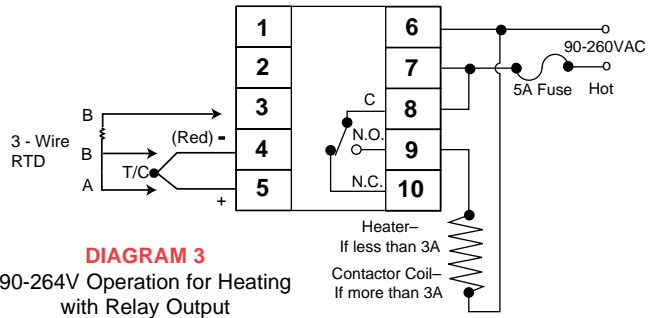 1
2
3
4
5
6
7
8
9
10
90-260VAC
5A Fuse Hot
C
N.O.
N.C.
B
3 - Wire
RTD
B
A
(Red) -
T/C
+
Heater–
If less than 3A
Contactor Coil–
If more than 3A
DIAGRAM 3
90-264V Operation for Heating
with Relay Output